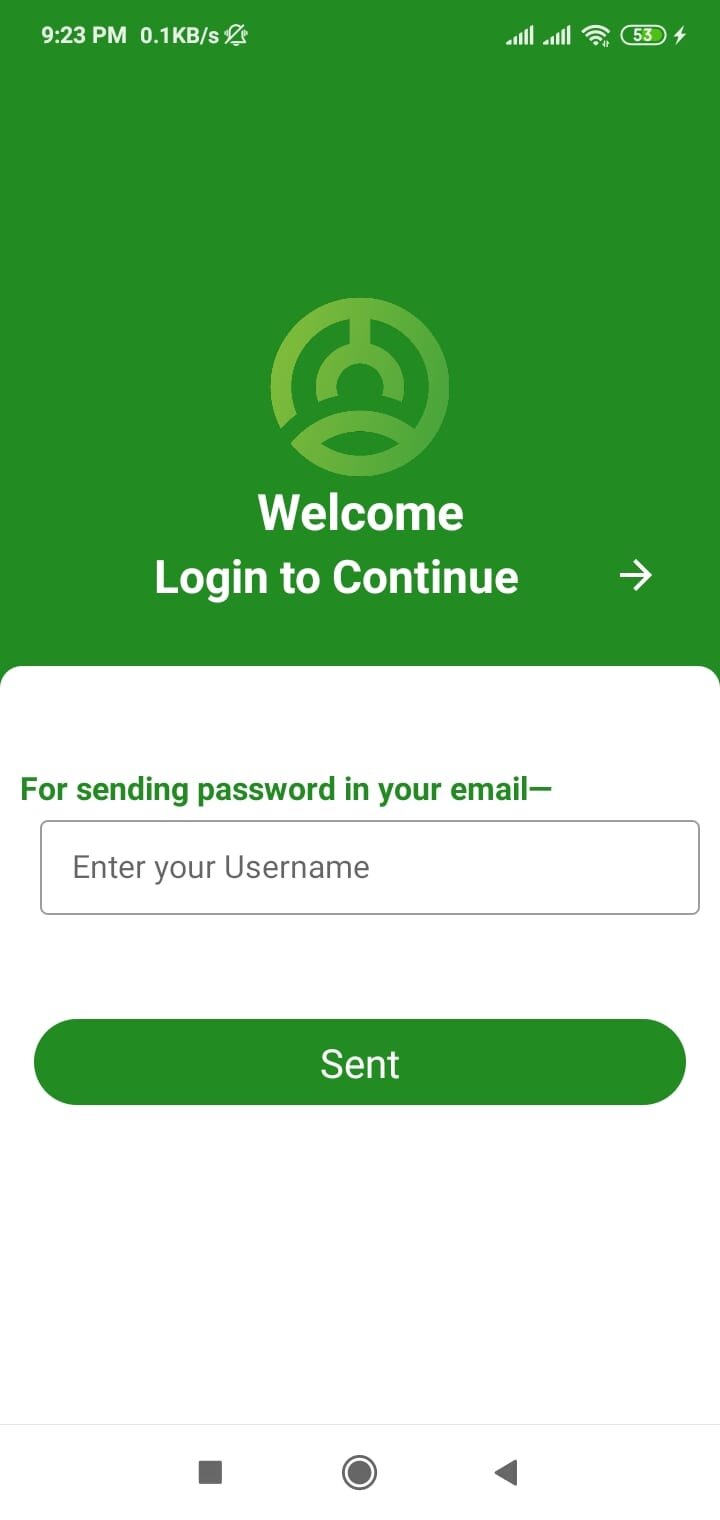 9:23 PM 0.1KB/s 53
Welcome
Login to Continue
For sending password in your email—
Enter your Username
Sent